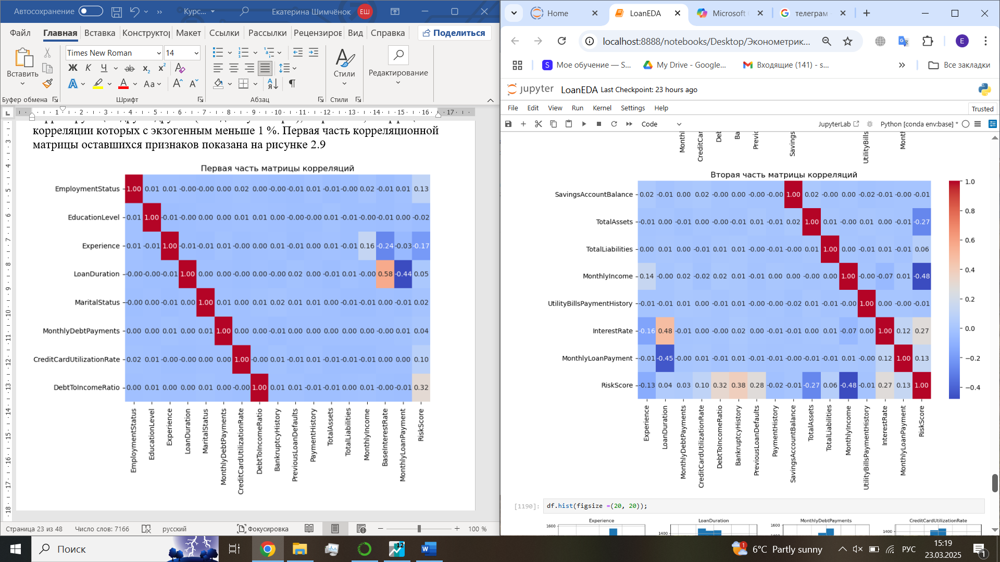 Автосохранение
Курс...
Екатерина Шимчёнок
ЕШ
Файл Главная Вставка Конструктор Макет Ссылки Рассылки Рецензиров Вид Справка Поделиться
Вставить
Times New Roman 14
Ж К Ч ab x₂ x²
Стили
Редактирование
Буфер обмена Шрифт Абзац Стили
корреляции которых с экзогенным меньше 1 %. Первая часть корреляционной
матрицы оставшихся признаков показана на рисунке 2.9
Первая часть матрицы корреляций
EmploymentStatus 1.00 0.01 0.01 -0.00 -0.00 0.00 0.02 0.00 -0.00 -0.01 0.01 -0.01 -0.00 0.02 -0.01 0.01 0.13
EducationLevel 0.01 1.00 -0.01 -0.00 0.00 0.00 0.01 0.01 0.00 -0.00 -0.00 0.01 -0.01 -0.00 -0.01 0.00 -0.02
Experience 0.01 -0.01 1.00 -0.01 -0.01 0.01 -0.00 0.00 0.01 -0.01 0.00 0.01 -0.01 0.16 -0.24 -0.03 -0.17
LoanDuration -0.00 -0.00 -0.01 1.00 0.00 0.00 -0.00 0.00 -0.00 0.02 0.00 -0.01 0.01 -0.00 0.58 -0.44 0.05
MaritalStatus -0.00 0.00 -0.01 0.00 1.00 0.01 0.00 0.01 0.02 0.01 0.01 0.00 -0.01 -0.01 0.00 -0.01 0.02
MonthlyDebtPayments 0.00 0.00 0.01 0.00 0.01 1.00 0.00 0.00 -0.01 0.00 0.00 0.00 0.00 0.00 -0.00 0.01 0.04
CreditCardUtilizationRate 0.02 0.01 -0.00 -0.00 0.00 0.00 1.00 -0.00 0.01 -0.01 0.01 -0.01 -0.01 -0.01 0.00 0.00 0.10
DebtToIncomeRatio 0.00 0.01 0.00 0.00 0.01 0.00 -0.00 1.00 0.01 0.01 -0.01 -0.01 0.00 0.01 -0.00 -0.01 0.32
EmploymentStatus
EducationLevel
Experience
LoanDuration
MaritalStatus
MonthlyDebtPayments
CreditCardUtilizationRate
DebtToIncomeRatio
BankruptcyHistory
PreviousLoanDefaults
PaymentHistory
TotalAssets
TotalLiabilities
MonthlyIncome
BaseInterestRate
MonthlyLoanPayment
RiskScore
Страница 23 из 48 Число слов: 7166 русский Фокусировка 100 %
Home LoanEDA Microsoft телеграм
localhost:8888/notebooks/Desktop/Эконометрик...
E
Мое обучение — S... My Drive - Google... Входящие (141) - s... Все закладки
jupyter LoanEDA Last Checkpoint: 23 hours ago
File Edit View Run Kernel Settings Help Trusted
Code JupyterLab Python [conda env:base] *
Вторая часть матрицы корреляций
SavingsAccountBalance 0.02 -0.01 0.00 0.02 -0.00 0.00 -0.00 -0.00 1.00 0.02 -0.00 0.00 -0.02 -0.01 -0.00 -0.01
TotalAssets -0.01 0.00 -0.01 0.00 -0.00 -0.01 0.01 -0.01 0.02 1.00 0.01 -0.00 0.01 0.00 -0.01 -0.27
TotalLiabilities 0.00 0.01 0.00 -0.01 0.01 0.01 -0.00 -0.01 -0.00 0.01 1.00 0.00 -0.01 0.01 -0.01 0.06
MonthlyIncome 0.14 -0.00 0.02 -0.02 0.02 0.01 -0.01 0.00 0.00 -0.00 0.00 1.00 -0.00 -0.07 0.01 -0.48
UtilityBillsPaymentHistory -0.01 -0.01 0.01 0.01 -0.01 0.01 -0.00 -0.00 -0.02 0.01 -0.01 -0.00 1.00 0.00 -0.00 -0.01
InterestRate -0.16 0.48 -0.01 0.00 -0.00 0.02 0.00 -0.01 -0.01 0.00 0.01 -0.07 0.00 1.00 0.12 0.27
MonthlyLoanPayment -0.01 -0.45 -0.00 0.01 -0.01 0.01 -0.01 0.01 -0.00 -0.01 -0.01 0.01 -0.00 0.12 1.00 0.13
RiskScore -0.13 0.04 0.03 0.10 0.32 0.38 0.28 -0.02 -0.01 -0.27 0.06 -0.48 -0.01 0.27 0.13 1.00
1.0
0.8
0.6
0.4
0.2
0.0
−0.2
−0.4
Experience
LoanDuration
MonthlyDebtPayments
CreditCardUtilizationRate
DebtToIncomeRatio
BankruptcyHistory
PreviousLoanDefaults
PaymentHistory
SavingsAccountBalance
TotalAssets
TotalLiabilities
MonthlyIncome
UtilityBillsPaymentHistory
InterestRate
MonthlyLoanPayment
RiskScore
[1190]: df.hist(figsize =(20, 20));
Experience LoanDuration MonthlyDebtPayments CreditCardUtilizationRate
1600 1400 1600 1400
Поиск
6°C Partly sunny
РУС
15:19
23.03.2025